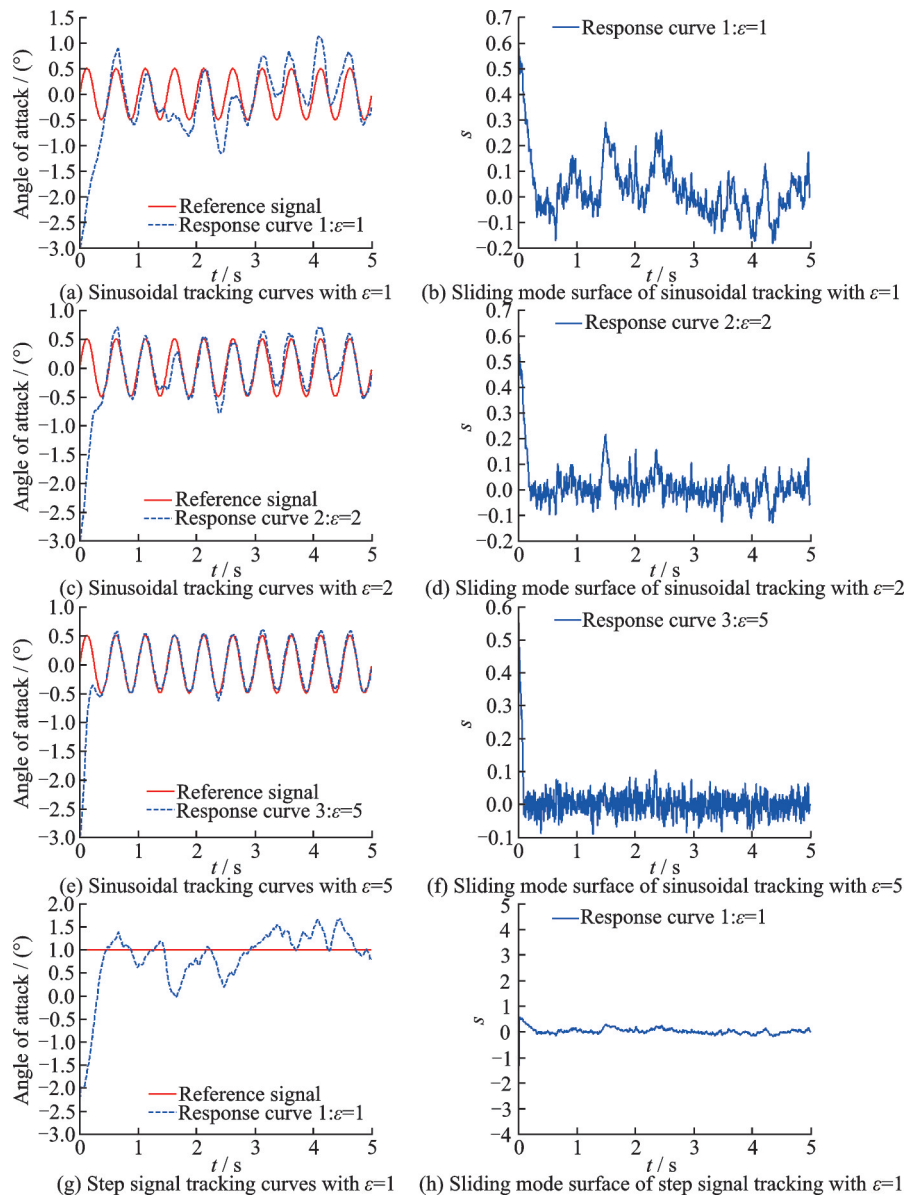 1.5
1.0
0.5
0.0
−0.5
−1.0
−1.5
−2.0
−2.5
−3.0
Angle of attack / (°)
Reference signal
Response curve 1:ε=1
0 1 2 3 4 5
t / s
(a) Sinusoidal tracking curves with ε=1
0.7
0.6
0.5
0.4
0.3
0.2
0.1
0.0
−0.1
−0.2
s
Response curve 1:ε=1
0 1 2 3 4 5
t / s
(b) Sliding mode surface of sinusoidal tracking with ε=1
1.0
0.5
0.0
−0.5
−1.0
−1.5
−2.0
−2.5
−3.0
Angle of attack / (°)
Reference signal
Response curve 2:ε=2
0 1 2 3 4 5
t / s
(c) Sinusoidal tracking curves with ε=2
0.7
0.6
0.5
0.4
0.3
0.2
0.1
0.0
−0.1
−0.2
s
Response curve 2:ε=2
0 1 2 3 4 5
t / s
(d) Sliding mode surface of sinusoidal tracking with ε=2
1.0
0.5
0.0
−0.5
−1.0
−1.5
−2.0
−2.5
−3.0
Angle of attack / (°)
Reference signal
Response curve 3:ε=5
0 1 2 3 4 5
t / s
(e) Sinusoidal tracking curves with ε=5
0.6
0.5
0.4
0.3
0.2
0.1
0.0
−0.1
s
Response curve 3:ε=5
0 1 2 3 4 5
t / s
(f) Sliding mode surface of sinusoidal tracking with ε=5
2.0
1.5
1.0
0.5
0.0
−0.5
−1.0
−1.5
−2.0
−2.5
−3.0
Angle of attack / (°)
Reference signal
Response curve 1:ε=1
0 1 2 3 4 5
t / s
(g) Step signal tracking curves with ε=1
5
4
3
2
1
0
−1
−2
−3
−4
s
Response curve 1:ε=1
0 1 2 3 4 5
t / s
(h) Sliding mode surface of step signal tracking with ε=1